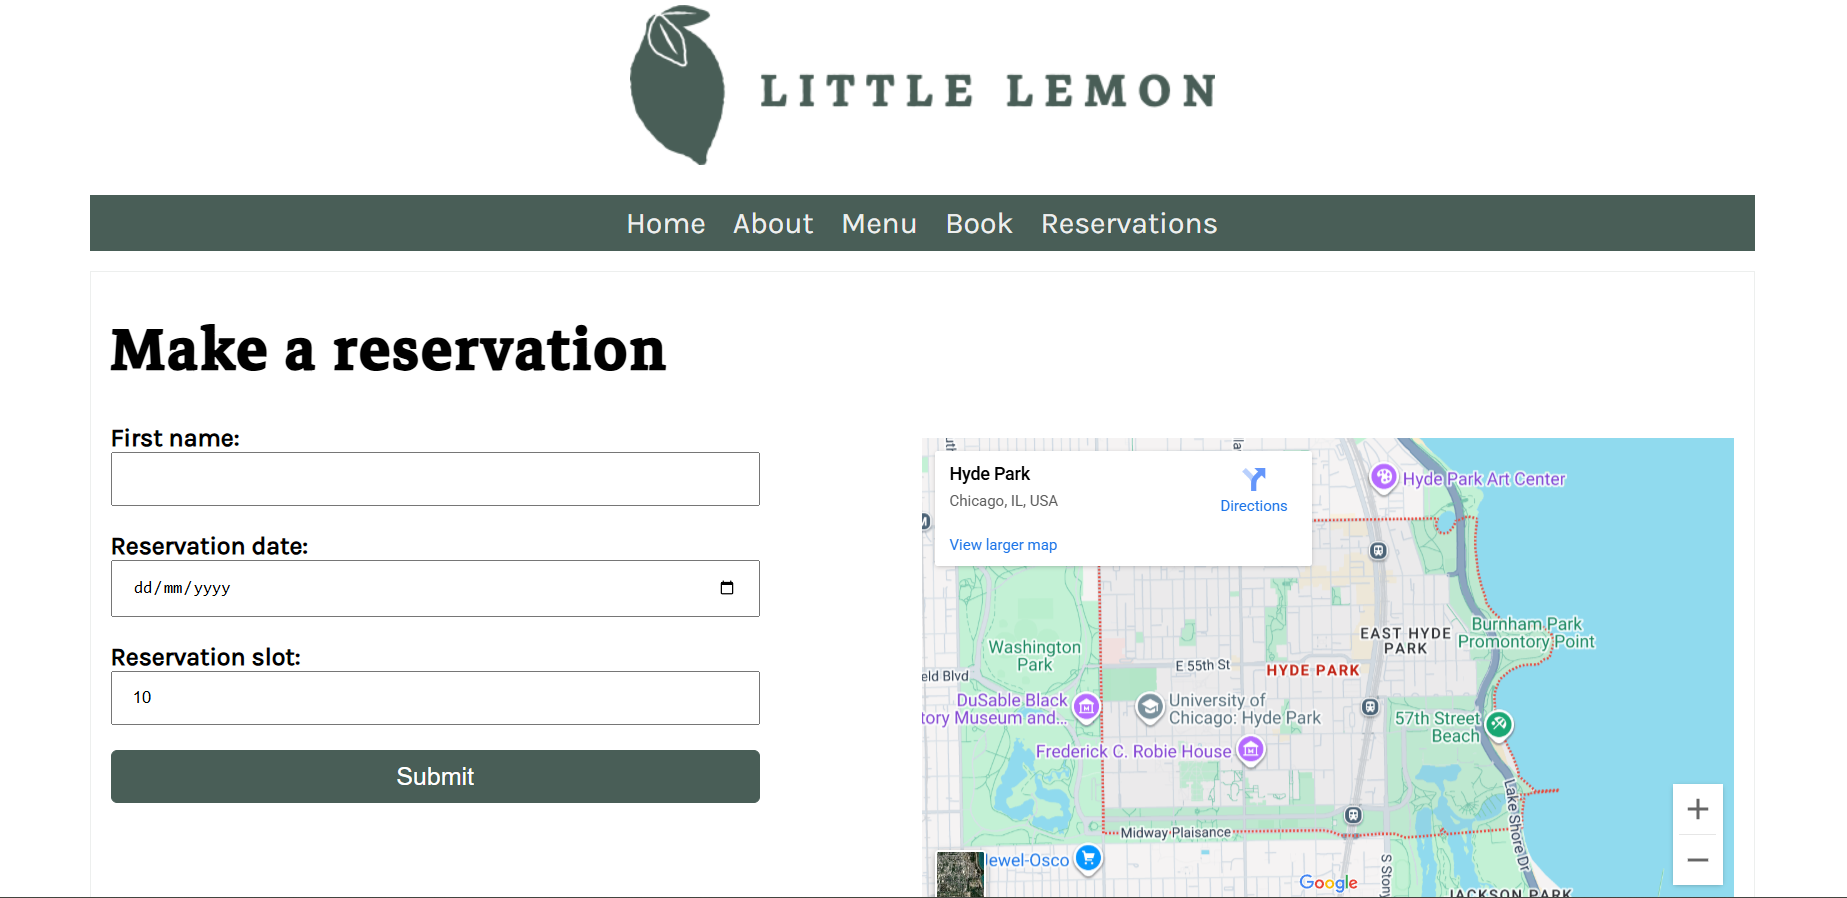 LITTLE LEMON
Home About Menu Book Reservations
Make a reservation
First name:
Reservation date:
dd/mm/yyyy
Reservation slot:
10
Submit
Hyde Park
Chicago, IL, USA
Directions
View larger map
Hyde Park Art Center
EAST HYDE
PARK
Burnham Park
Promontory Point
Washington
Park
E 55th St
HYDE PARK
eld Blvd
DuSable Black
tory Museum and...
University of
Chicago: Hyde Park
57th Street
Beach
Frederick C. Robie House
Lake Shore Dr
Midway Plaisance
Jewel-Osco
S Stony
Google
JACKSON PARK